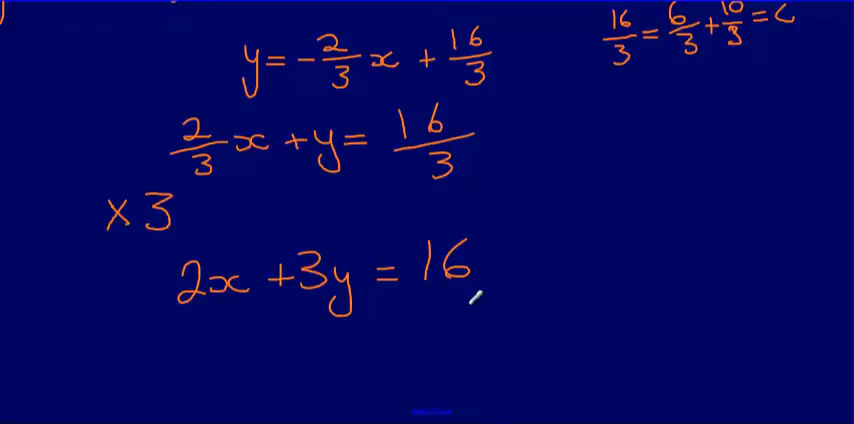 16/3 = 6/3 + 10/3 = c
y = -2/3 x + 16/3
2/3 x + y = 16/3
× 3
2x + 3y = 16